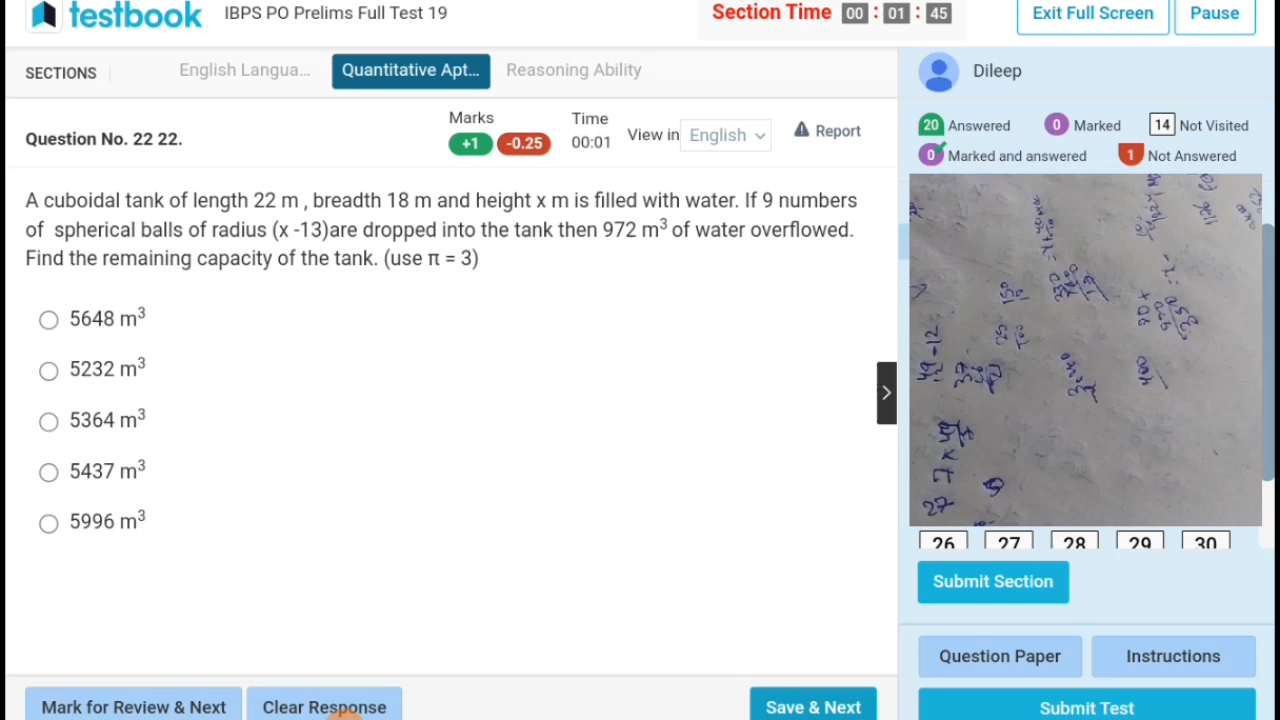 testbook
IBPS PO Prelims Full Test 19
Section Time 00 : 01 : 45
Exit Full Screen
Pause
SECTIONS
English Langua...
Quantitative Apt...
Reasoning Ability
Dileep
Question No. 22 22.
Marks
+1 -0.25
Time
00:01
View in English
Report
20 Answered
0 Marked
14 Not Visited
0 Marked and answered
1 Not Answered
A cuboidal tank of length 22 m , breadth 18 m and height x m is filled with water. If 9 numbers
of spherical balls of radius (x -13)are dropped into the tank then 972 m³ of water overflowed.
Find the remaining capacity of the tank. (use π = 3)
5648 m³
5232 m³
5364 m³
5437 m³
5996 m³
49-12
27 7 x 49
26 27 28 29 30
Submit Section
Question Paper
Instructions
Mark for Review & Next
Clear Response
Save & Next
Submit Test